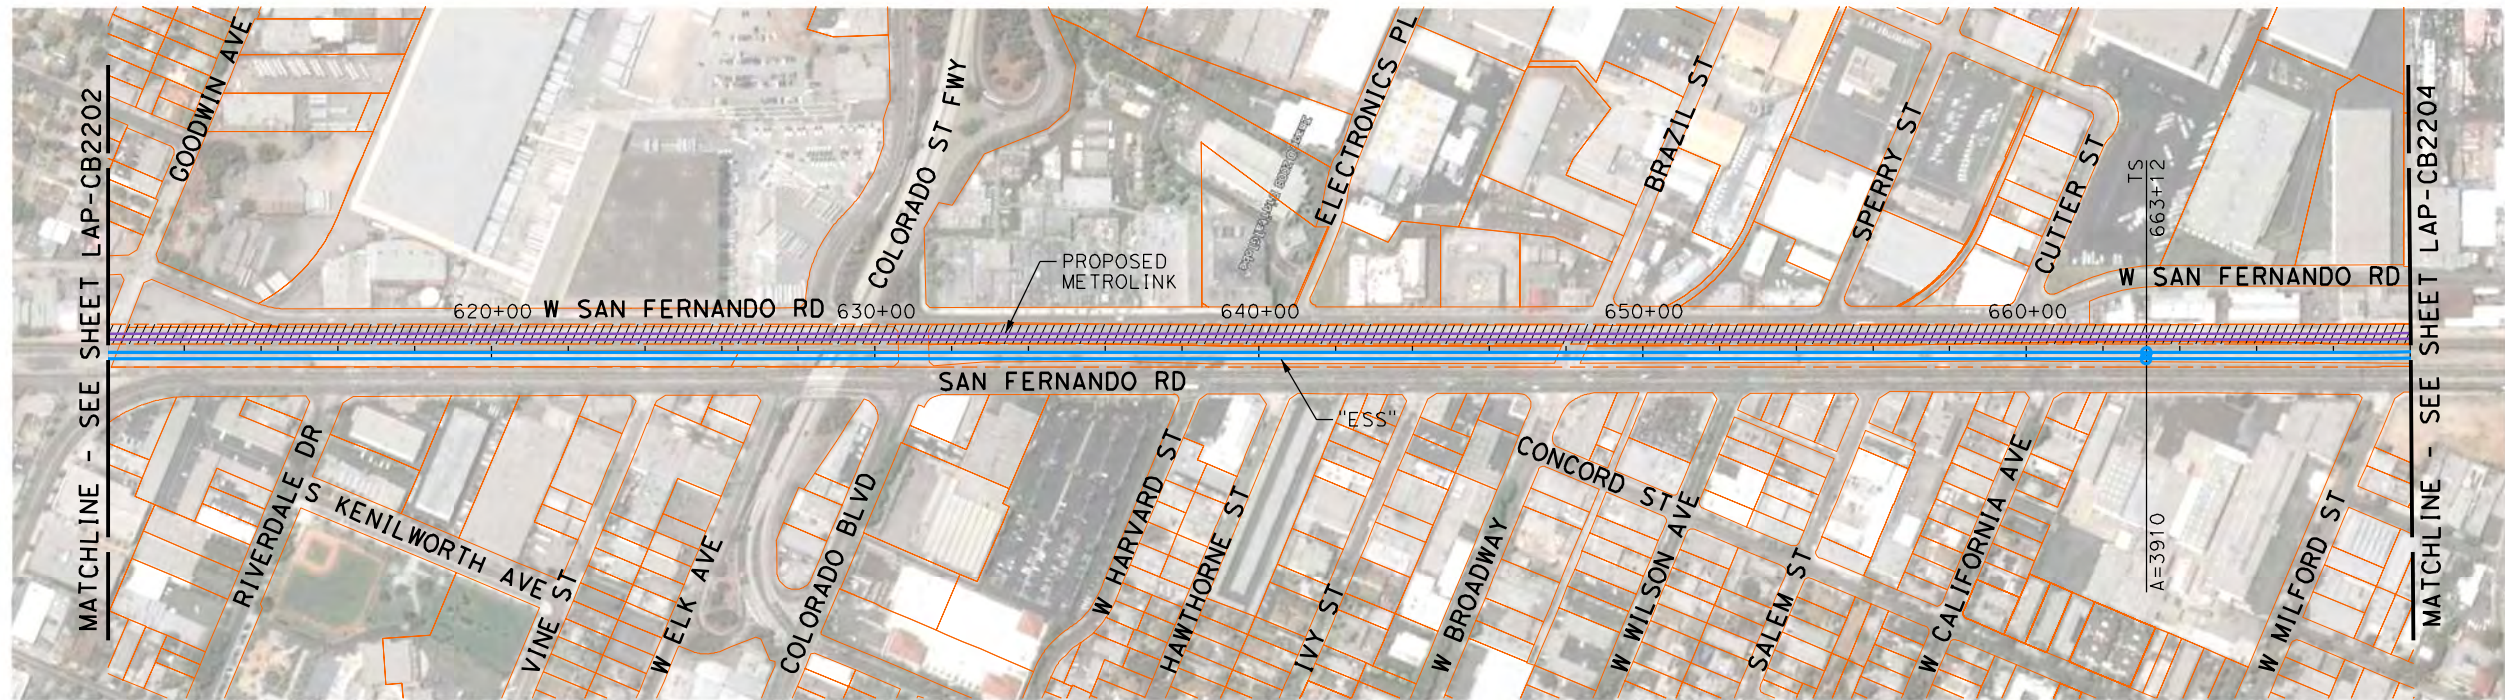 MATCHLINE - SEE SHEET LAP-CB2202
GOODWIN AVE
COLORADO ST FWY
ELECTRONICS PL
BRAZIL ST
SPERRY ST
CUTTER ST
TS
663+12
A=3910
MATCHLINE - SEE SHEET LAP-CB2204
PROPOSED
METROLINK
W SAN FERNANDO RD
620+00
W SAN FERNANDO RD
630+00
640+00
650+00
660+00
SAN FERNANDO RD
"ESS"
RIVERDALE DR
S KENILWORTH AVE
VINE ST
W ELK AVE
COLORADO BLVD
W HARVARD ST
HAWTHORNE ST
IVY ST
W BROADWAY
CONCORD ST
W WILSON AVE
SALEM ST
W CALIFORNIA AVE
W MILFORD ST